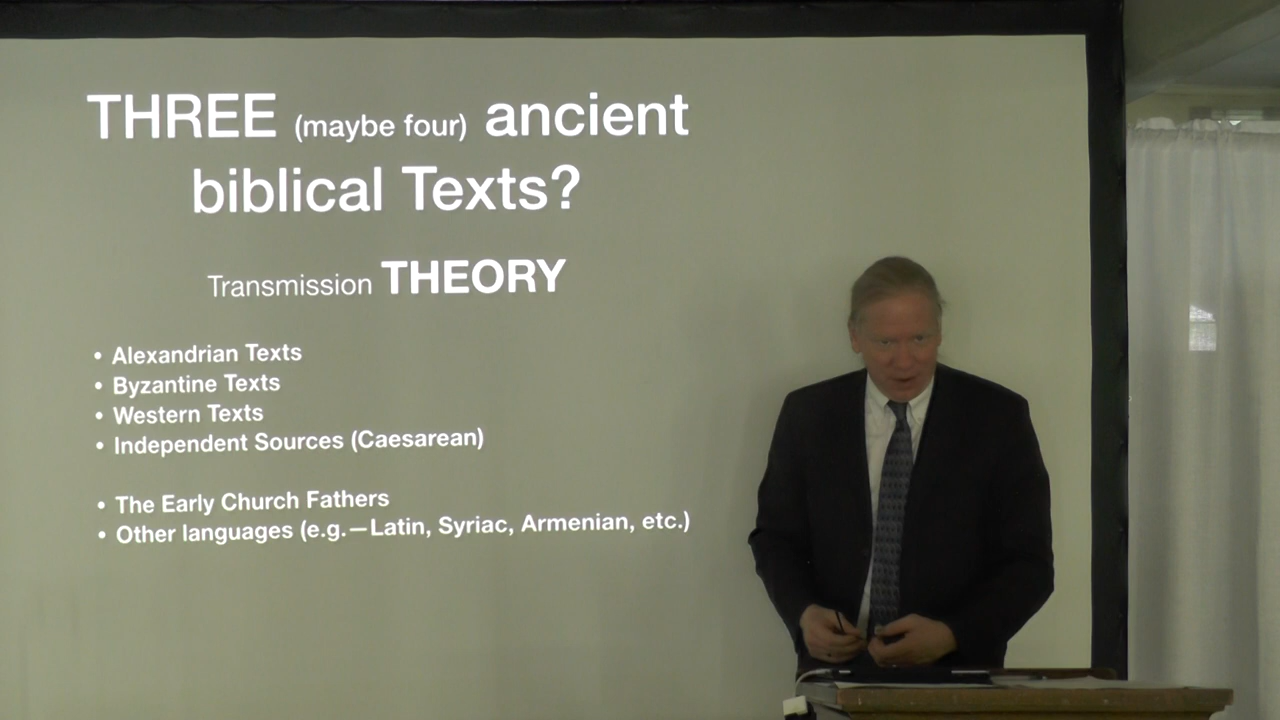 THREE (maybe four) ancient
biblical Texts?
Transmission THEORY
• Alexandrian Texts
• Byzantine Texts
• Western Texts
• Independent Sources (Caesarean)
• The Early Church Fathers
• Other languages (e.g.—Latin, Syriac, Armenian, etc.)